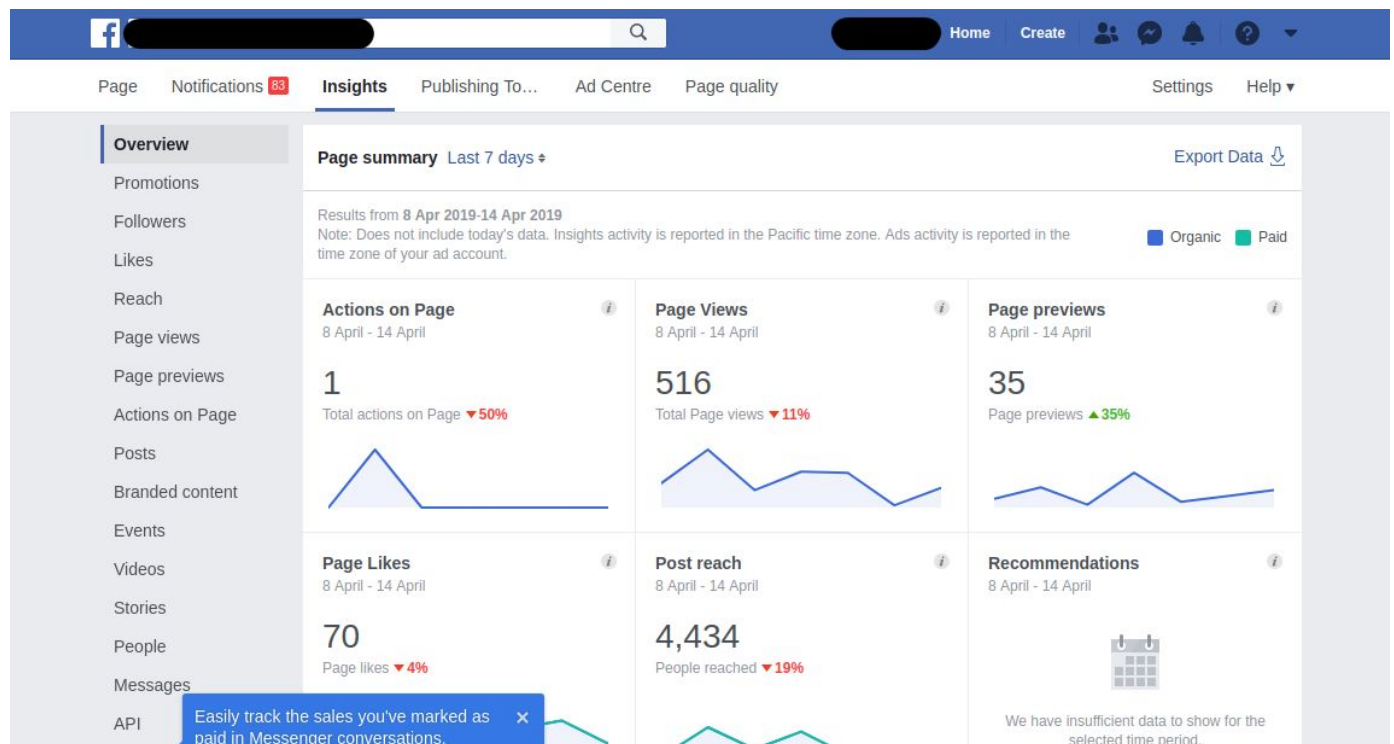 f
Home Create
Page Notifications 83 Insights Publishing To... Ad Centre Page quality Settings Help
Overview
Promotions
Followers
Likes
Reach
Page views
Page previews
Actions on Page
Posts
Branded content
Events
Videos
Stories
People
Messages
API
Page summary Last 7 days Export Data
Results from 8 Apr 2019-14 Apr 2019
Note: Does not include today's data. Insights activity is reported in the Pacific time zone. Ads activity is reported in the
time zone of your ad account.
Organic Paid
Actions on Page
8 April - 14 April
1
Total actions on Page ▼50%
Page Views
8 April - 14 April
516
Total Page views ▼11%
Page previews
8 April - 14 April
35
Page previews ▲35%
Page Likes
8 April - 14 April
70
Page likes ▼4%
Post reach
8 April - 14 April
4,434
People reached ▼19%
Recommendations
8 April - 14 April
We have insufficient data to show for the
selected time period.
Easily track the sales you've marked as
paid in Messenger conversations.